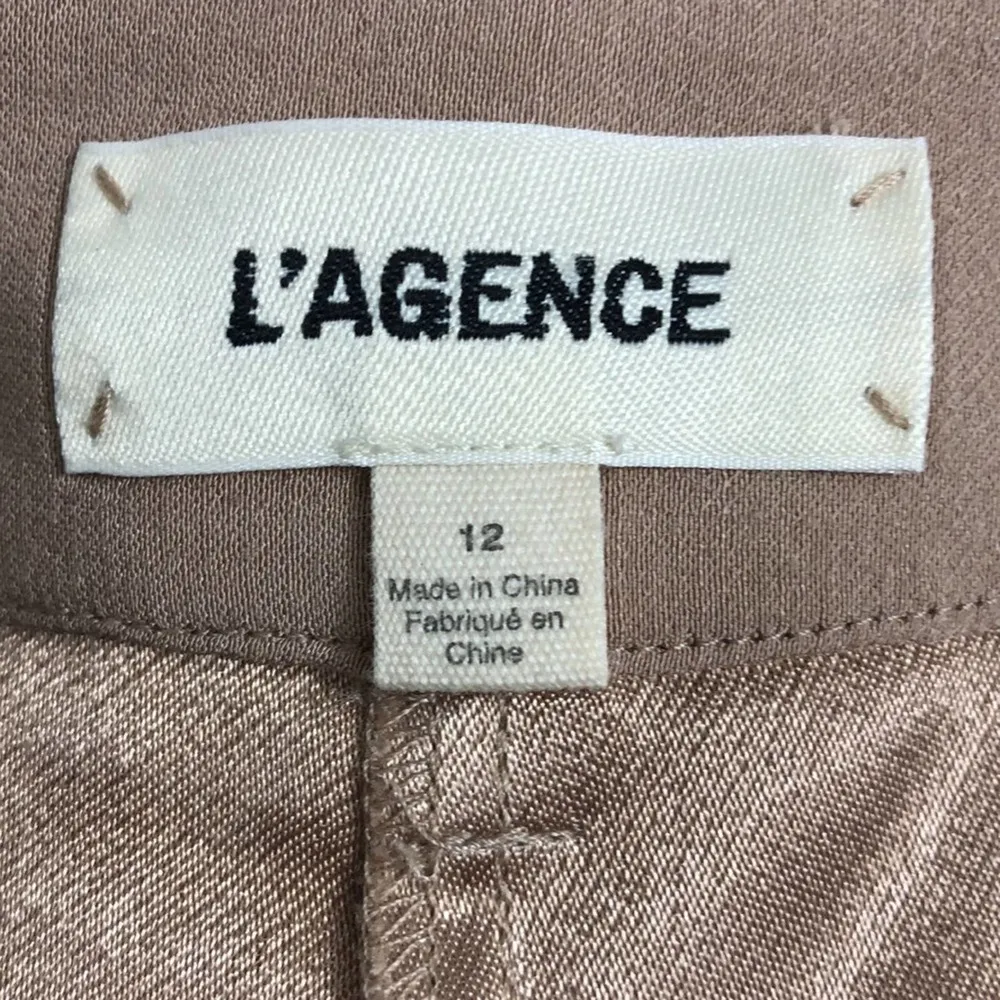 L'AGENCE
12
Made in China
Fabriqué en
Chine